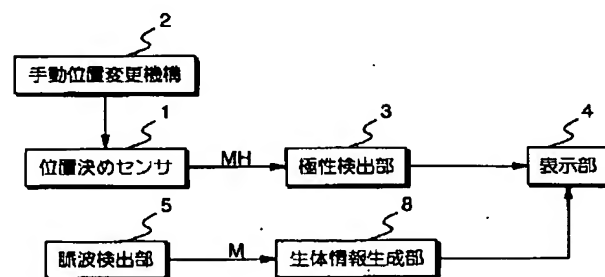 2
手動位置変更機構
1
3
4
位置決めセンサ
MH
極性検出部
表示部
5
8
脈波検出部
M
生体情報生成部